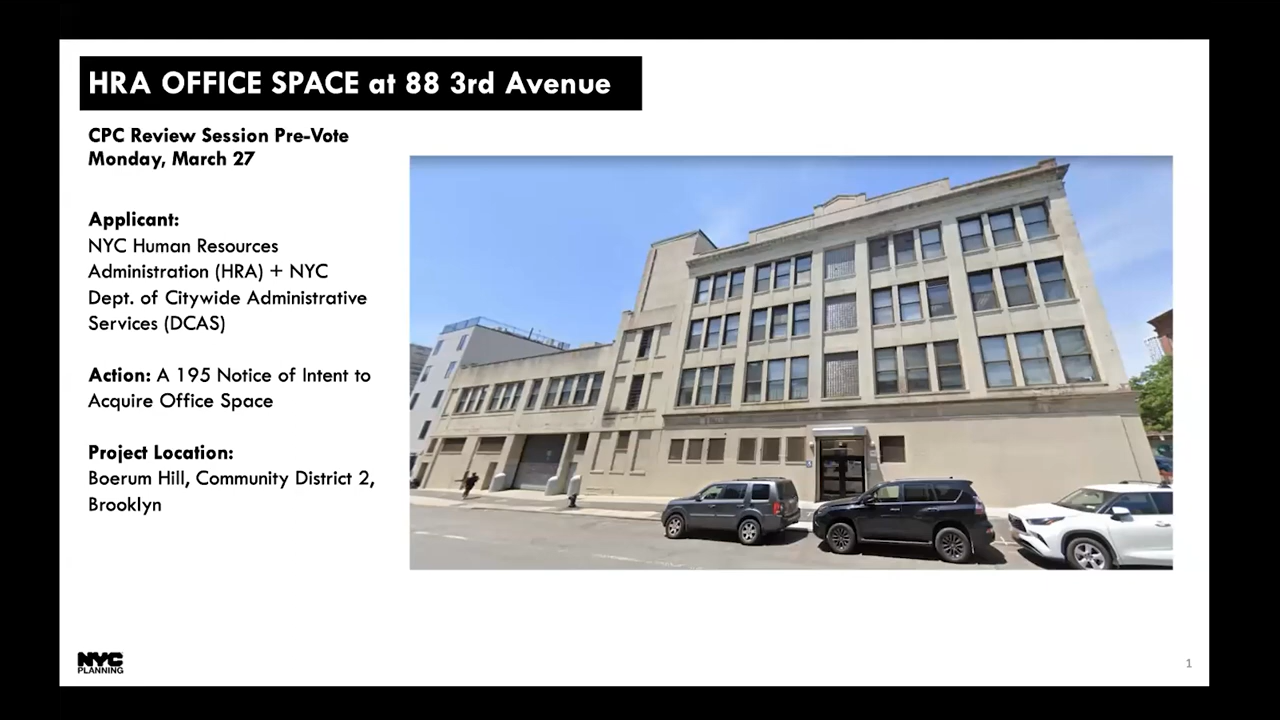 HRA OFFICE SPACE at 88 3rd Avenue
CPC Review Session Pre-Vote
Monday, March 27
Applicant:
NYC Human Resources
Administration (HRA) + NYC
Dept. of Citywide Administrative
Services (DCAS)
Action: A 195 Notice of Intent to
Acquire Office Space
Project Location:
Boerum Hill, Community District 2,
Brooklyn
NYC
PLANNING
1